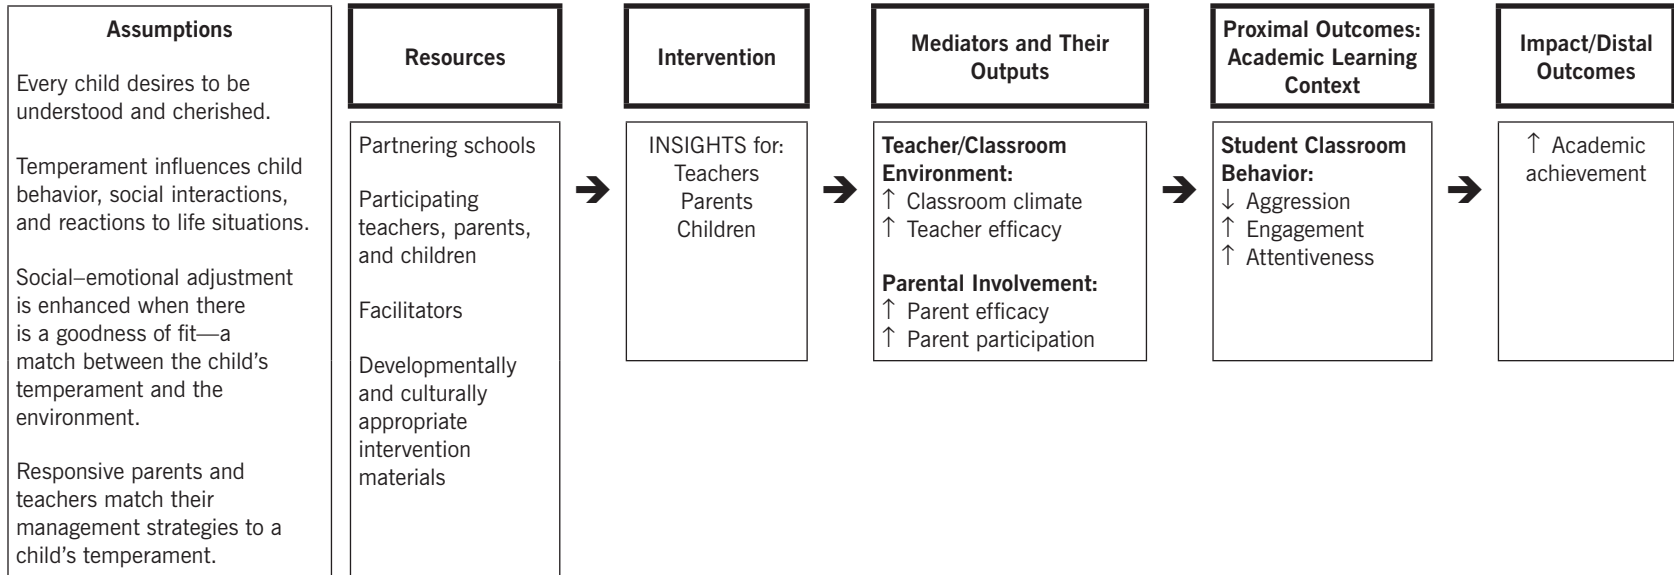 Assumptions
Every child desires to be
understood and cherished.
Temperament influences child
behavior, social interactions,
and reactions to life situations.
Social–emotional adjustment
is enhanced when there
is a goodness of fit—a
match between the child’s
temperament and the
environment.
Responsive parents and
teachers match their
management strategies to a
child’s temperament.
Resources
Partnering schools
Participating
teachers, parents,
and children
Facilitators
Developmentally
and culturally
appropriate
intervention
materials
➔
Intervention
INSIGHTS for:
Teachers
Parents
Children
➔
Mediators and Their
Outputs
Teacher/Classroom
Environment:
↑ Classroom climate
↑ Teacher efficacy
Parental Involvement:
↑ Parent efficacy
↑ Parent participation
➔
Proximal Outcomes:
Academic Learning
Context
Student Classroom
Behavior:
↓ Aggression
↑ Engagement
↑ Attentiveness
➔
Impact/Distal
Outcomes
↑ Academic
achievement